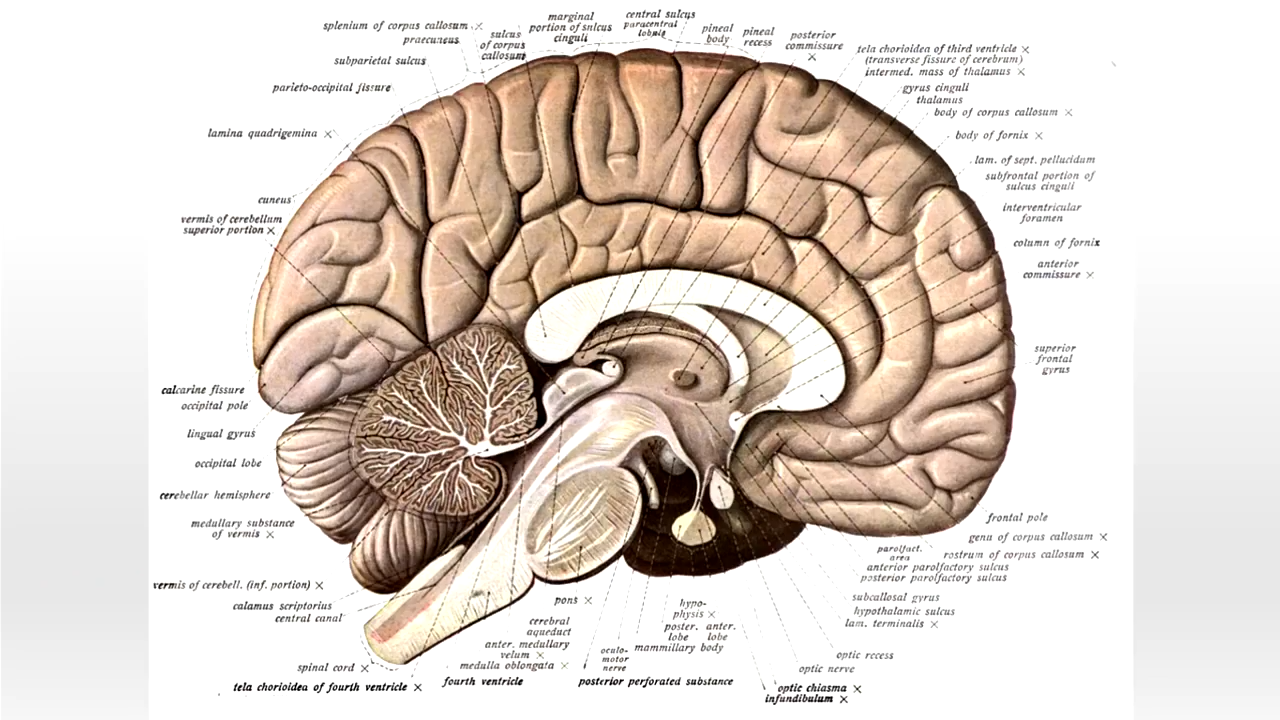 splenium of corpus callosum ×
praecuneus
subparietal sulcus
parieto-occipital fissure
sulcus
of corpus
callosum
marginal
portion of sulcus
cinguli
central sulcus
paracentral
lobule
pineal
body
pineal
recess
posterior
commissure
×
tela chorioidea of third ventricle ×
(transverse fissure of cerebrum)
intermed. mass of thalamus ×
gyrus cinguli
thalamus
body of corpus callosum ×
body of fornix ×
lam. of sept. pellucidum
subfrontal portion of
sulcus cinguli
interventricular
foramen
column of fornix
anterior
commissure ×
superior
frontal
gyrus
lamina quadrigemina ×
cuneus
vermis of cerebellum
superior portion ×
calcarine fissure
occipital pole
lingual gyrus
occipital lobe
cerebellar hemisphere
medullary substance
of vermis ×
vermis of cerebell. (inf. portion) ×
calamus scriptorius
central canal
spinal cord ×
tela chorioidea of fourth ventricle ×
pons ×
cerebral
aqueduct
anter. medullary
velum ×
medulla oblongata ×
fourth ventricle
oculo-
motor
nerve
posterior perforated substance
hypo-
physis ×
poster. anter.
lobe lobe
mammillary body
frontal pole
genu of corpus callosum ×
rostrum of corpus callosum ×
parolfact.
area
anterior parolfactory sulcus
posterior parolfactory sulcus
subcallosal gyrus
hypothalamic sulcus
lam. terminalis ×
optic recess
optic nerve
optic chiasma ×
infundibulum ×